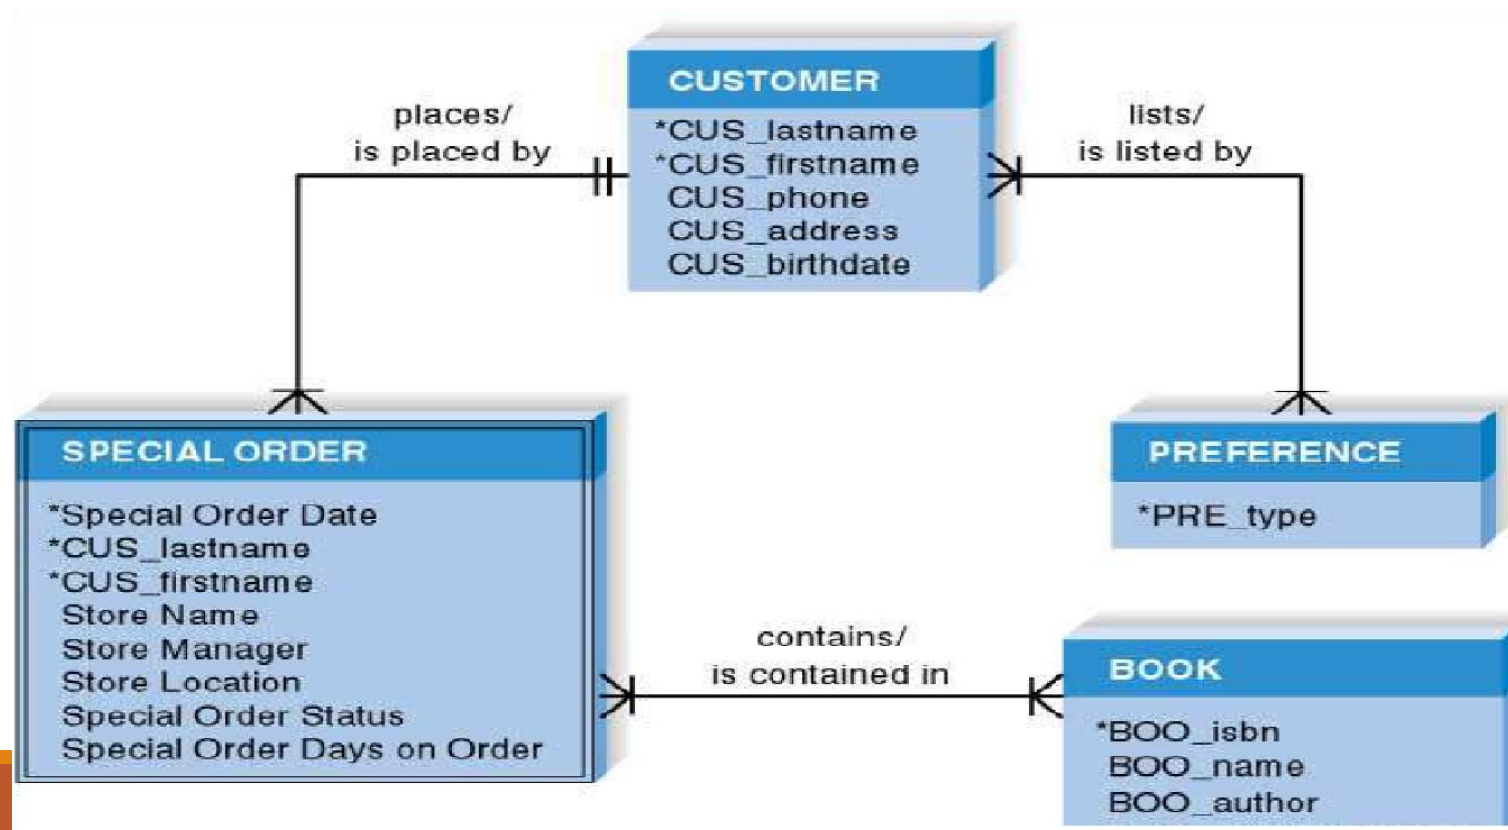 CUSTOMER
*CUS_lastname
*CUS_firstname
CUS_phone
CUS_address
CUS_birthdate
places/
is placed by
lists/
is listed by
SPECIAL ORDER
*Special Order Date
*CUS_lastname
*CUS_firstname
Store Name
Store Manager
Store Location
Special Order Status
Special Order Days on Order
PREFERENCE
*PRE_type
contains/
is contained in
BOOK
*BOO_isbn
BOO_name
BOO_author